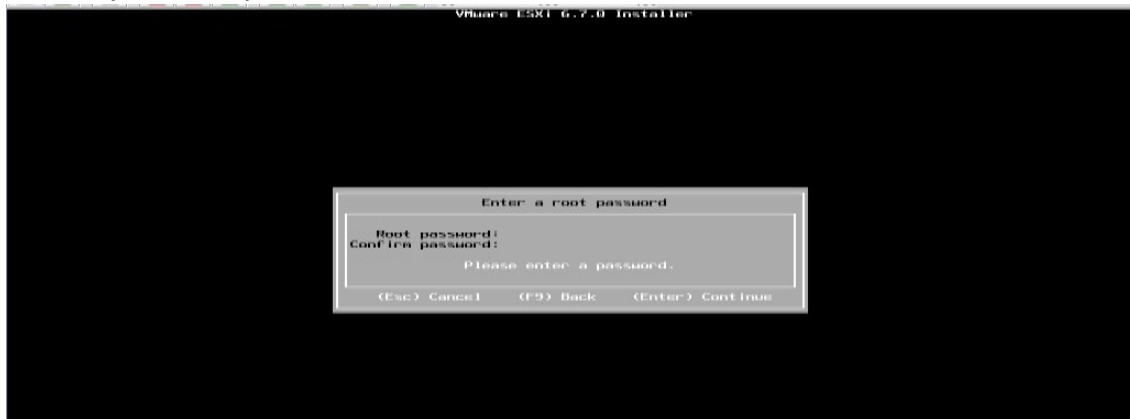 VMware ESXi 6.7.0 Installer
Enter a root password
Root password:
Confirm password:
Please enter a password.
(Esc) Cancel (F9) Back (Enter) Continue